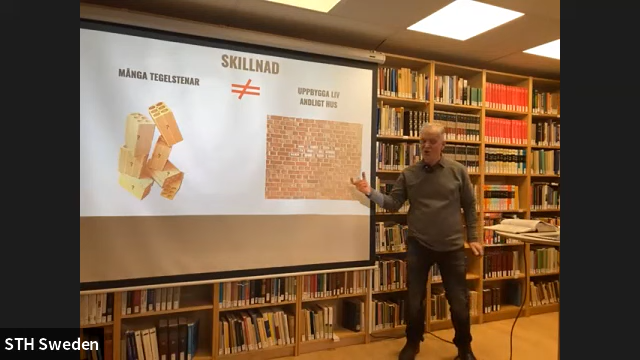 SKILLNAD
MÅNGA TEGELSTENAR
≠
UPPBYGGA LIV
ANDLIGT HUS
STH Sweden